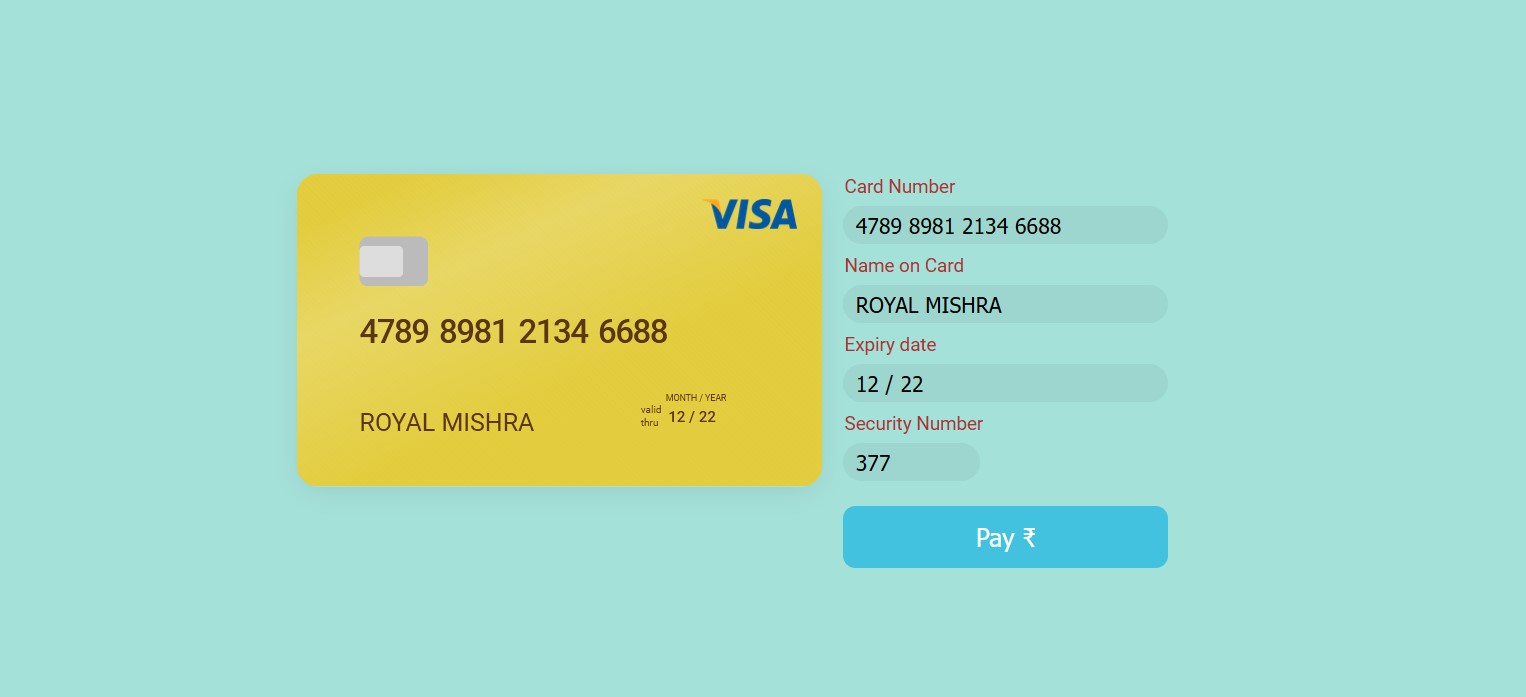 VISA
4789 8981 2134 6688
MONTH / YEAR
valid
thru
12 / 22
ROYAL MISHRA
Card Number
4789 8981 2134 6688
Name on Card
ROYAL MISHRA
Expiry date
12 / 22
Security Number
377
Pay ₹